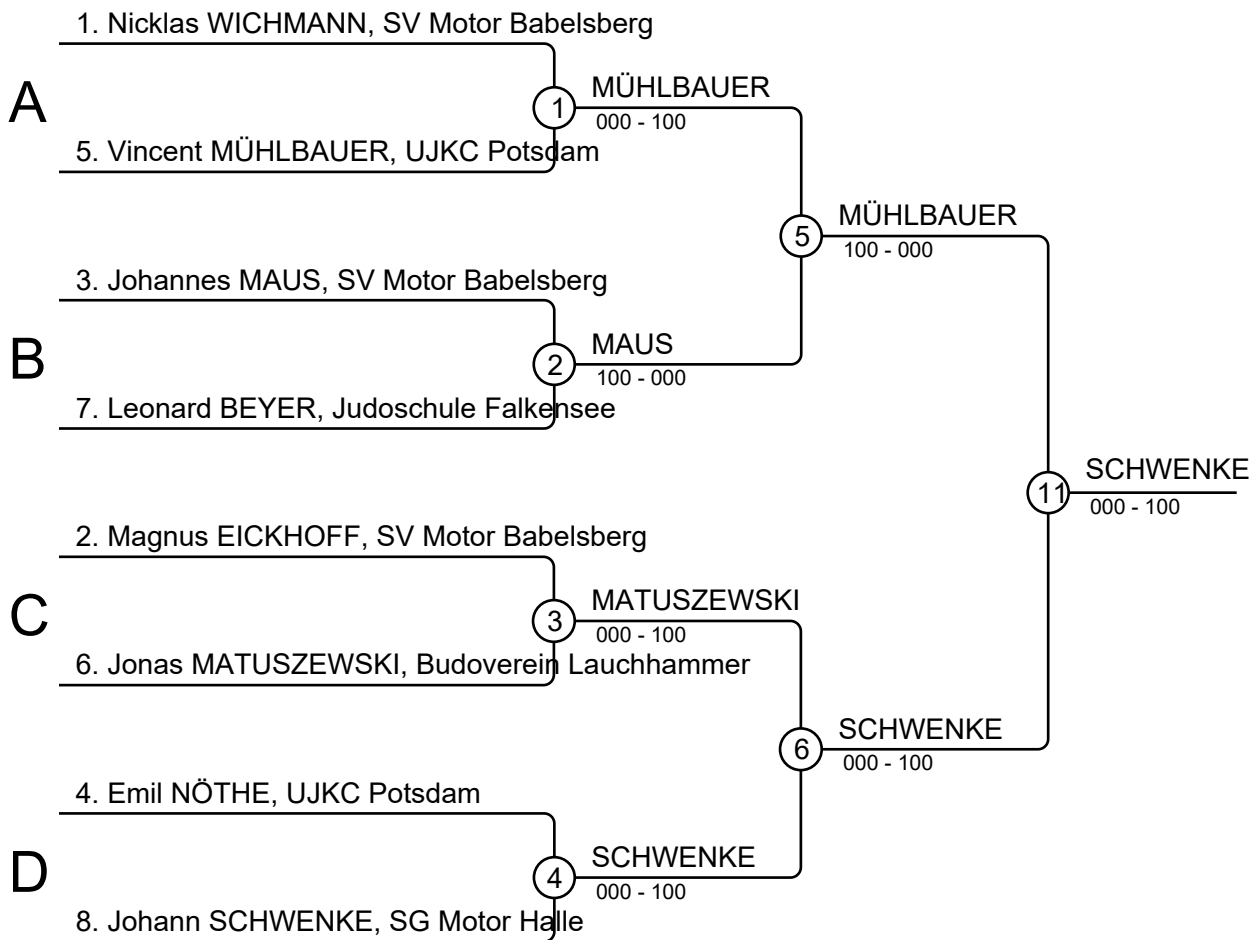 1. Nicklas WICHMANN, SV Motor Babelsberg
A
1
MÜHLBAUER
000 - 100
5. Vincent MÜHLBAUER, UJKC Potsdam
5
MÜHLBAUER
100 - 000
3. Johannes MAUS, SV Motor Babelsberg
B
2
MAUS
100 - 000
7. Leonard BEYER, Judoschule Falkensee
11
SCHWENKE
000 - 100
2. Magnus EICKHOFF, SV Motor Babelsberg
C
3
MATUSZEWSKI
000 - 100
6. Jonas MATUSZEWSKI, Budoverein Lauchhammer
6
SCHWENKE
000 - 100
4. Emil NÖTHE, UJKC Potsdam
D
4
SCHWENKE
000 - 100
8. Johann SCHWENKE, SG Motor Halle